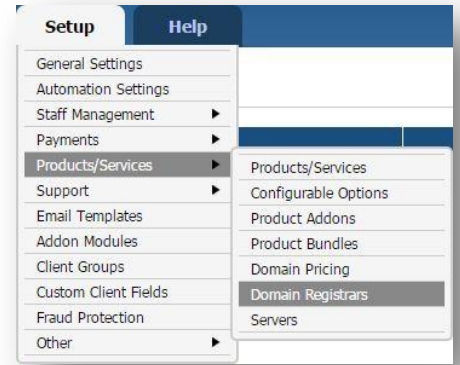 Setup
Help
General Settings
Automation Settings
Staff Management
Payments
Products/Services
Support
Email Templates
Addon Modules
Client Groups
Custom Client Fields
Fraud Protection
Other
Products/Services
Configurable Options
Product Addons
Product Bundles
Domain Pricing
Domain Registrars
Servers